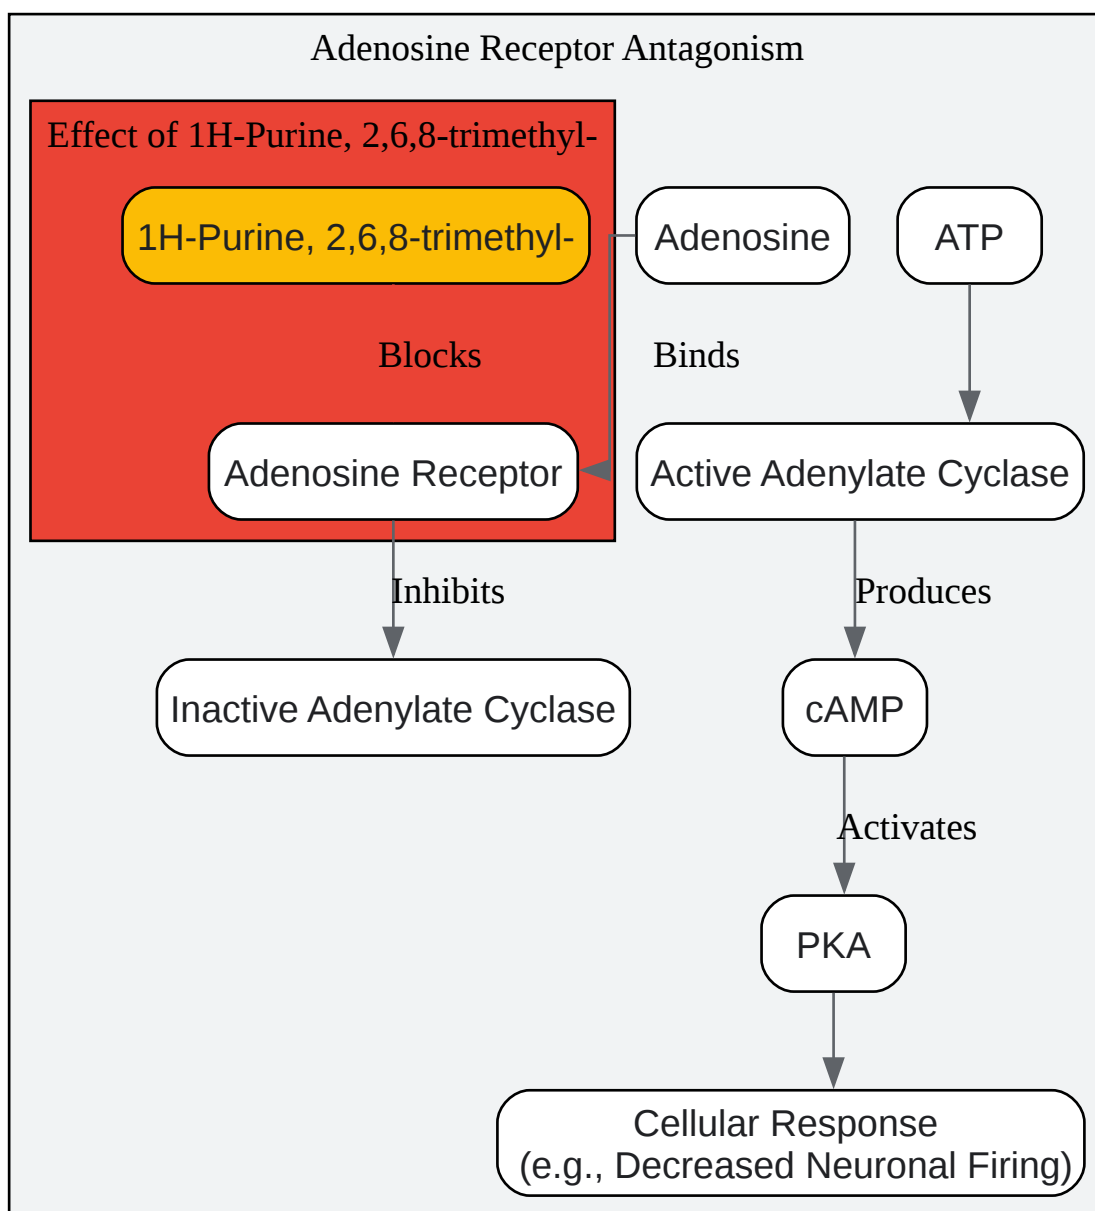 Adenosine Receptor Antagonism
Effect of 1H-Purine, 2,6,8-trimethyl-
1H-Purine, 2,6,8-trimethyl-
Adenosine
ATP
Blocks
Binds
Adenosine Receptor
Active Adenylate Cyclase
Inhibits
Produces
Inactive Adenylate Cyclase
cAMP
Activates
PKA
Cellular Response
(e.g., Decreased Neuronal Firing)